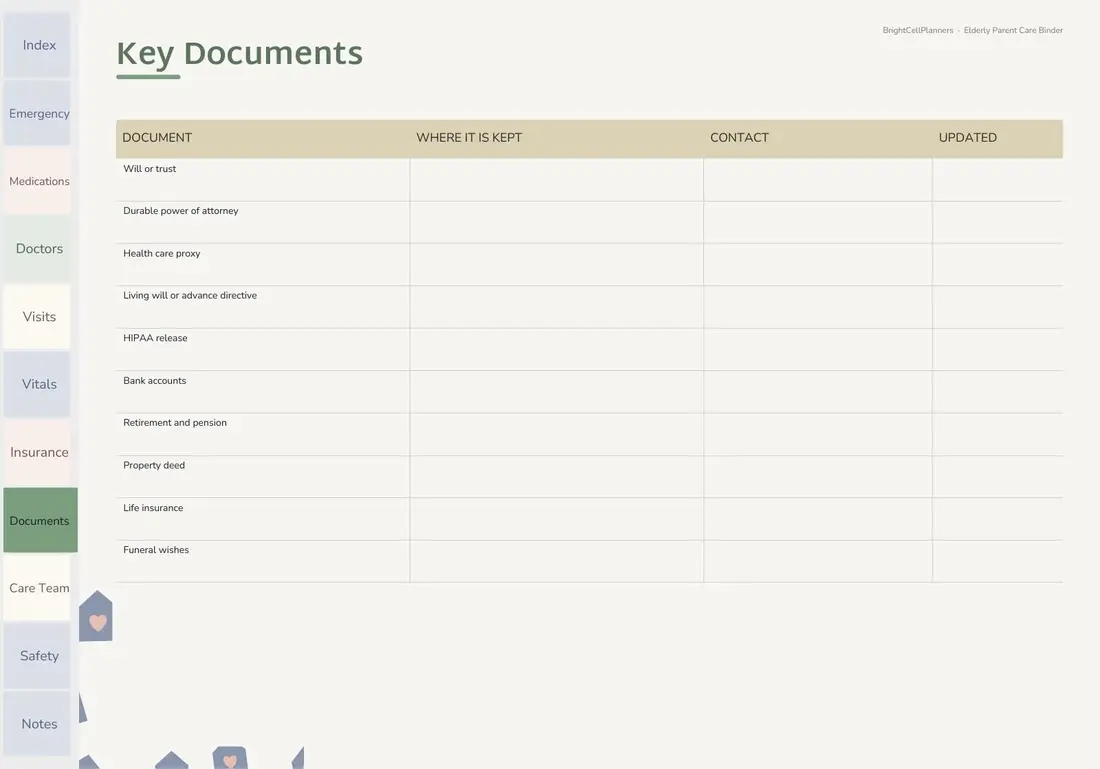 Index
Emergency
Medications
Doctors
Visits
Vitals
Insurance
Documents
Care Team
Safety
Notes
BrightCellPlanners - Elderly Parent Care Binder
Key Documents
DOCUMENT WHERE IT IS KEPT CONTACT UPDATED
Will or trust
Durable power of attorney
Health care proxy
Living will or advance directive
HIPAA release
Bank accounts
Retirement and pension
Property deed
Life insurance
Funeral wishes